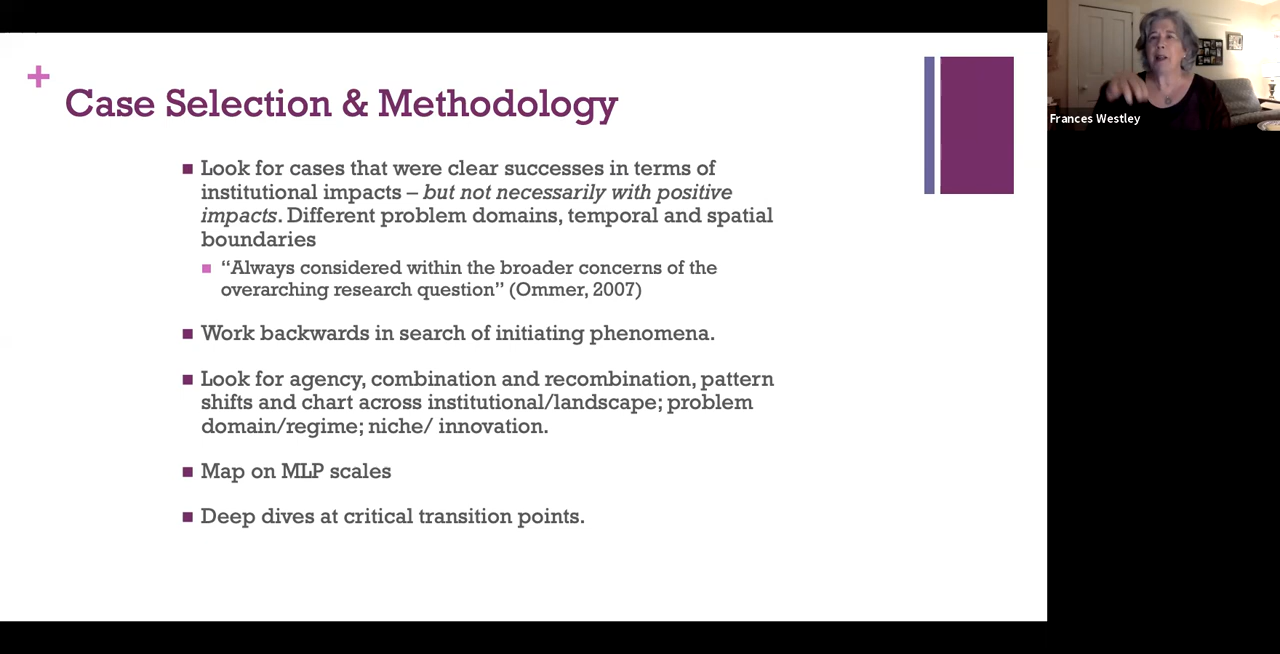 +
Case Selection & Methodology
■ Look for cases that were clear successes in terms of
institutional impacts – but not necessarily with positive
impacts. Different problem domains, temporal and spatial
boundaries
■ “Always considered within the broader concerns of the
overarching research question” (Ommer, 2007)
■ Work backwards in search of initiating phenomena.
■ Look for agency, combination and recombination, pattern
shifts and chart across institutional/landscape; problem
domain/regime; niche/ innovation.
■ Map on MLP scales
■ Deep dives at critical transition points.
Frances Westley